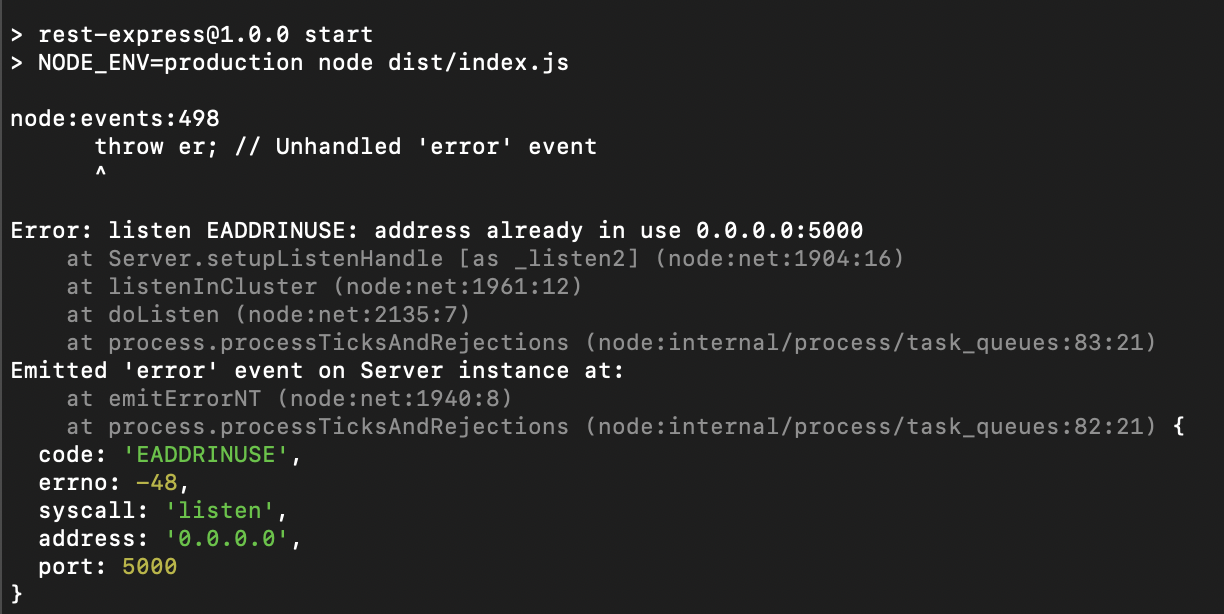 > rest-express@1.0.0 start
> NODE_ENV=production node dist/index.js

node:events:498
      throw er; // Unhandled 'error' event
      ^

Error: listen EADDRINUSE: address already in use 0.0.0.0:5000
    at Server.setupListenHandle [as _listen2] (node:net:1904:16)
    at listenInCluster (node:net:1961:12)
    at doListen (node:net:2135:7)
    at process.processTicksAndRejections (node:internal/process/task_queues:83:21)
Emitted 'error' event on Server instance at:
    at emitErrorNT (node:net:1940:8)
    at process.processTicksAndRejections (node:internal/process/task_queues:82:21) {
  code: 'EADDRINUSE',
  errno: -48,
  syscall: 'listen',
  address: '0.0.0.0',
  port: 5000
}